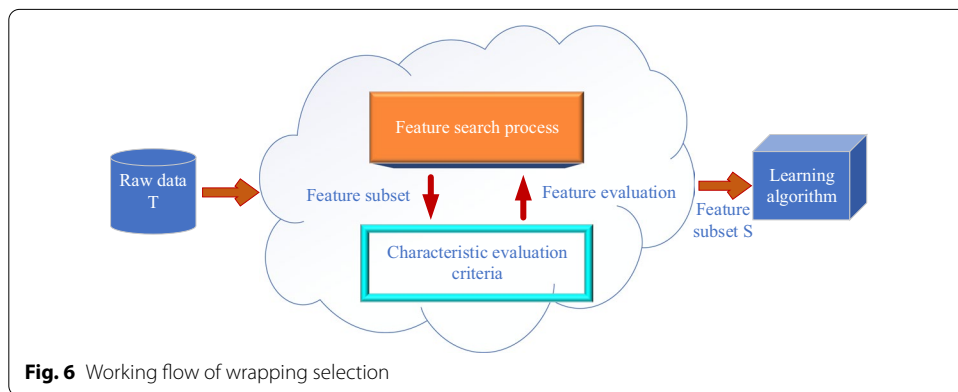 Feature search process
Raw data
T
Feature subset
Feature evaluation
Learning
algorithm
Feature
subset S
Characteristic evaluation
criteria
Fig. 6 Working flow of wrapping selection